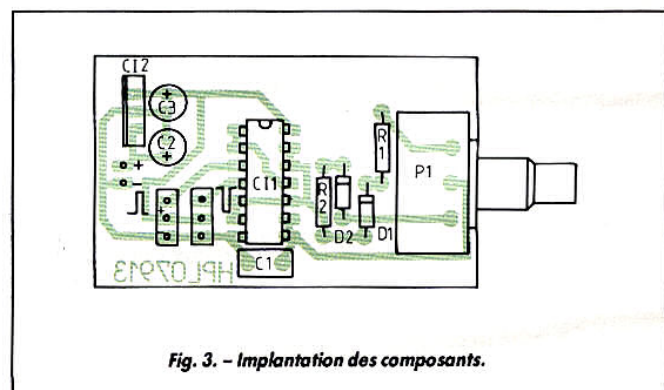 CI2
C3
C2
+
-
CI1
R1
R2
D2
D1
P1
C1
HPL07913
Fig. 3. – Implantation des composants.